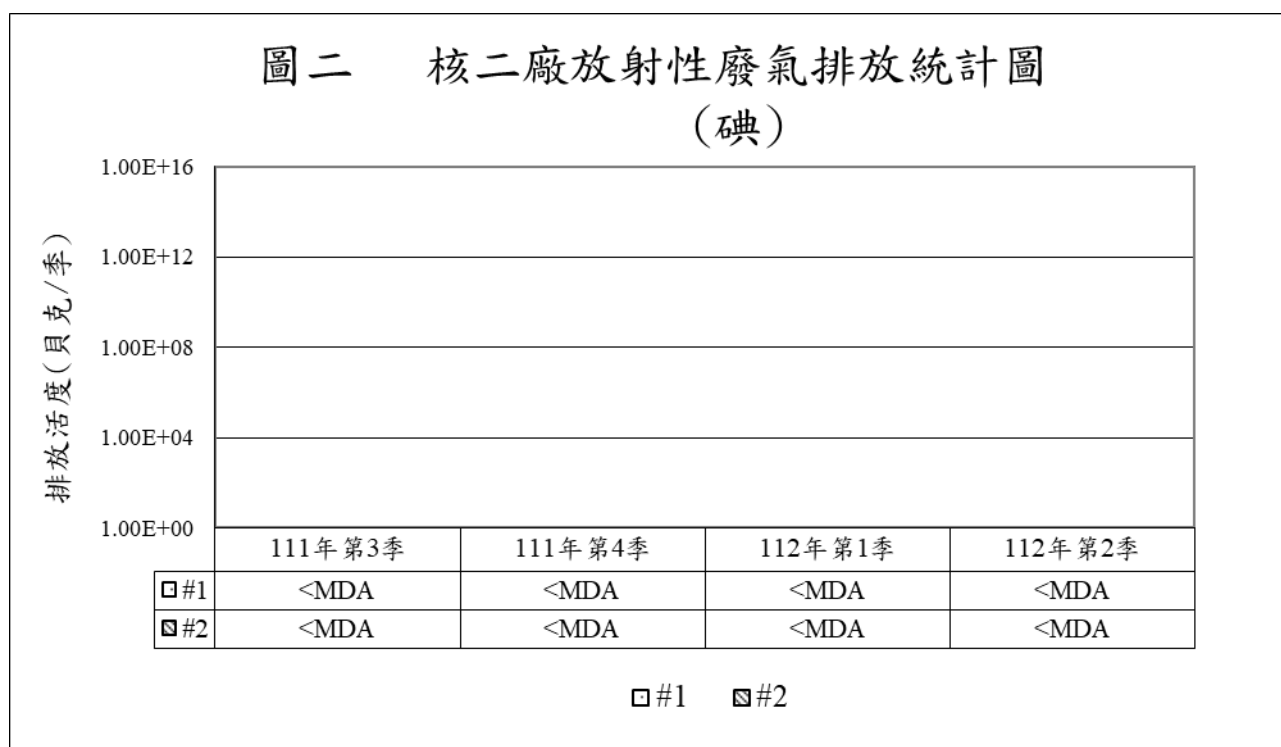 圖二 核二廠放射性廢氣排放統計圖
(碘)
排放活度(貝克/季)
1.00E+16
1.00E+12
1.00E+08
1.00E+04
1.00E+00
111年第3季 111年第4季 112年第1季 112年第2季
#1 <MDA <MDA <MDA <MDA
#2 <MDA <MDA <MDA <MDA
#1 #2